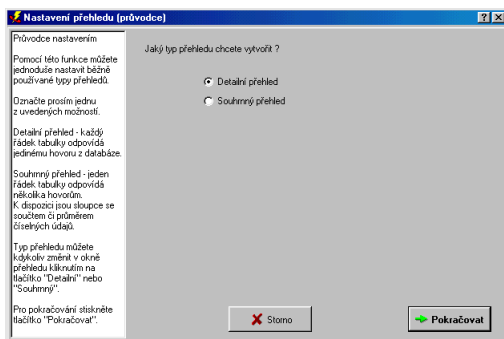 Nastavení přehledu (průvodce)
Průvodce nastavením
Pomocí této funkce můžete
jednoduše nastavit běžně
používané typy přehledů.
Označte prosím jednu
z uvedených možností.
Detailní přehled - každý
řádek tabulky odpovídá
jedinému hovoru z databáze.
Souhrnný přehled - jeden
řádek tabulky odpovídá
několika hovorům.
K dispozici jsou sloupce se
součtem či průměrem
číselných údajů.
Typ přehledu můžete
kdykoliv změnit v okně
přehledu kliknutím na
tlačítko "Detailní" nebo
"Souhrnný".
Pro pokračování stiskněte
tlačítko "Pokračovat".
Jaký typ přehledu chcete vytvořit ?
Detailní přehled
Souhrnný přehled
Storno
Pokračovat